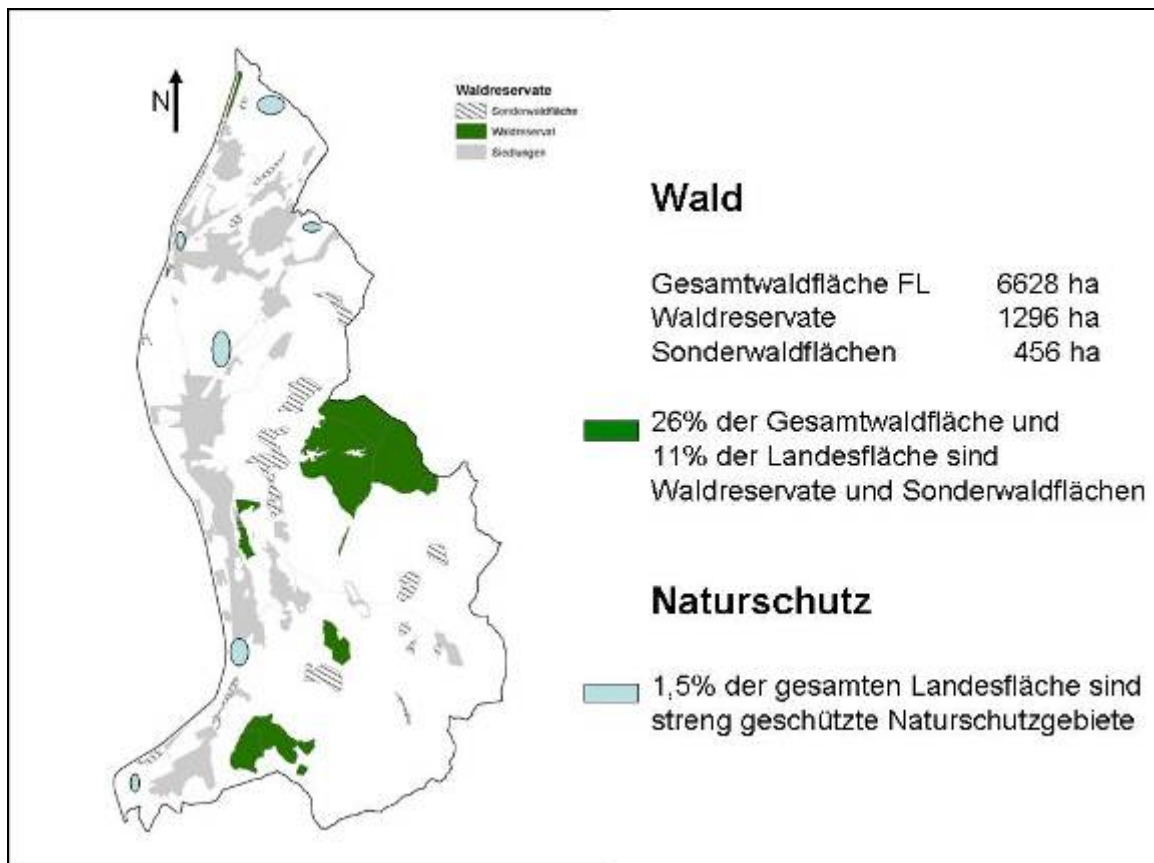 N
Waldreservate
Sonderwaldfläche
Waldreservat
Siedlungen
Wald
Gesamtwaldfläche FL 6628 ha
Waldreservate 1296 ha
Sonderwaldflächen 456 ha
26% der Gesamtwaldfläche und
11% der Landesfläche sind
Waldreservate und Sonderwaldflächen
Naturschutz
1,5% der gesamten Landesfläche sind
streng geschützte Naturschutzgebiete